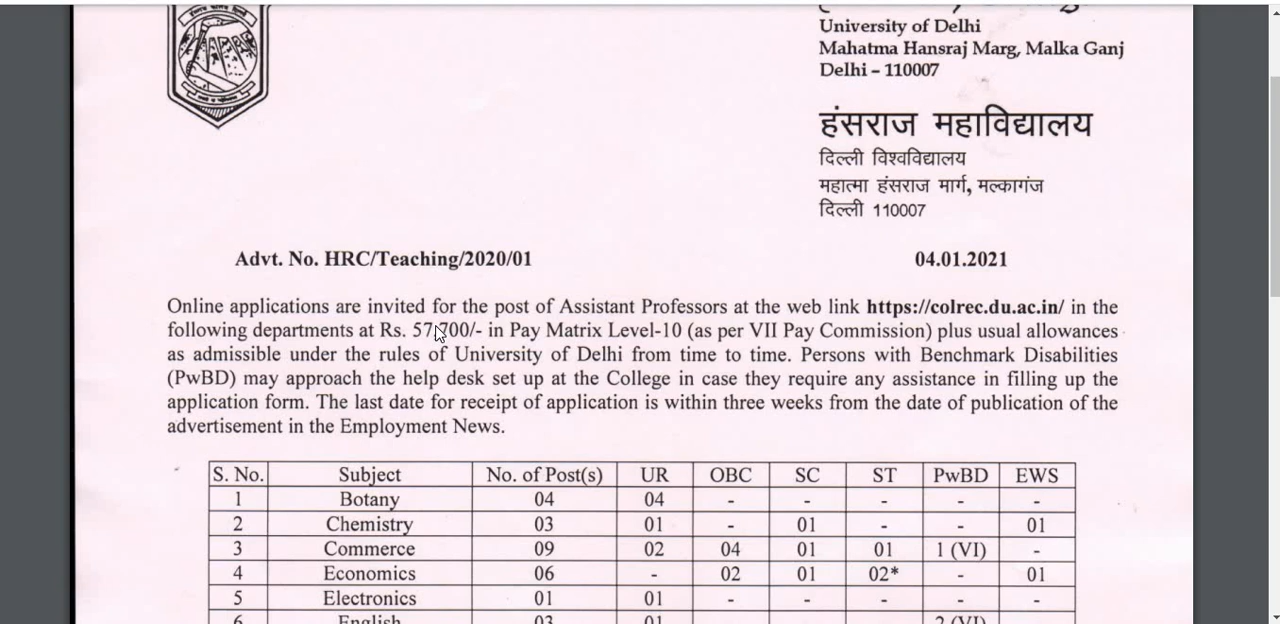 University of Delhi
Mahatma Hansraj Marg, Malka Ganj
Delhi – 110007
हंसराज महाविद्यालय
दिल्ली विश्वविद्यालय
महात्मा हंसराज मार्ग, मल्कागंज
दिल्ली 110007
Advt. No. HRC/Teaching/2020/01 04.01.2021
Online applications are invited for the post of Assistant Professors at the web link https://colrec.du.ac.in/ in the
following departments at Rs. 57,700/- in Pay Matrix Level-10 (as per VII Pay Commission) plus usual allowances
as admissible under the rules of University of Delhi from time to time. Persons with Benchmark Disabilities
(PwBD) may approach the help desk set up at the College in case they require any assistance in filling up the
application form. The last date for receipt of application is within three weeks from the date of publication of the
advertisement in the Employment News.
S. No. Subject No. of Post(s) UR OBC SC ST PwBD EWS
1 Botany 04 04 - - - - -
2 Chemistry 03 01 - 01 - - 01
3 Commerce 09 02 04 01 01 1 (VI) -
4 Economics 06 - 02 01 02* - 01
5 Electronics 01 01 - - - - -
6 English 03 01 2 (VI)